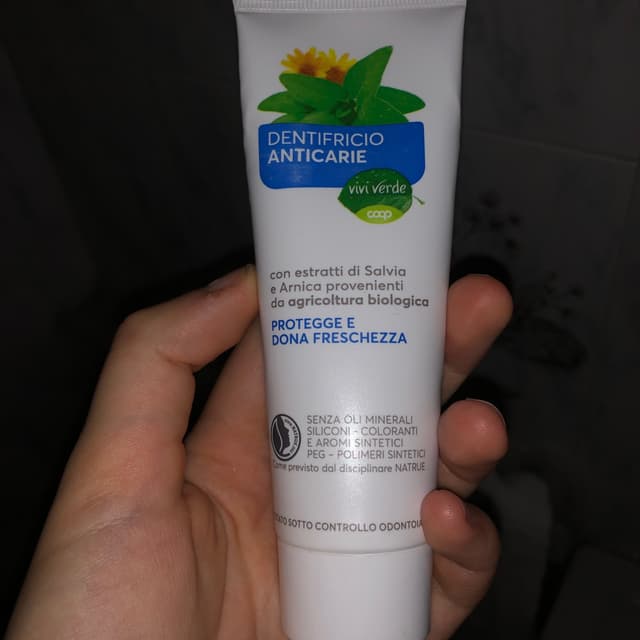 DENTIFRICIO
ANTICARIE
vivi verde
coop
con estratti di Salvia
e Arnica provenienti
da agricoltura biologica
PROTEGGE E
DONA FRESCHEZZA
SENZA OLI MINERALI
SILICONI - COLORANTI
E AROMI SINTETICI
PEG - POLIMERI SINTETICI
Come previsto dal disciplinare NATRUE
SOTTO CONTROLLO